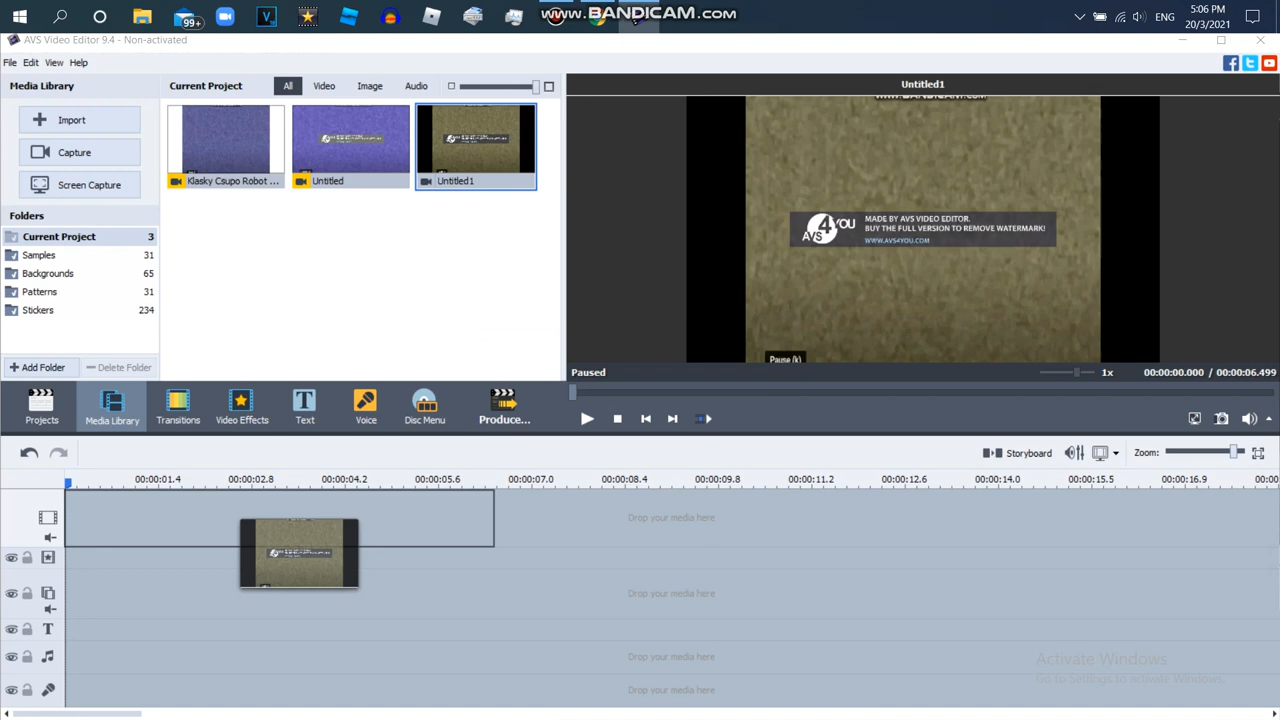 99+
www.BANDICAM.com
ENG
5:06 PM
20/3/2021
AVS Video Editor 9.4 - Non-activated
File Edit View Help
Media Library
Current Project
All
Video
Image
Audio
Untitled1
Import
Capture
Screen Capture
Klasky Csupo Robot ...
Untitled
Untitled1
Folders
Current Project 3
Samples 31
Backgrounds 65
Patterns 31
Stickers 234
Add Folder
Delete Folder
www.BANDICAM.com
AVS 4YOU
MADE BY AVS VIDEO EDITOR.
BUY THE FULL VERSION TO REMOVE WATERMARK!
WWW.AVS4YOU.COM
Pause (k)
Paused
1x
00:00:00.000 / 00:00:06.499
Projects
Media Library
Transitions
Video Effects
Text
Voice
Disc Menu
Produce...
Storyboard
Zoom:
00:00:01.4 00:00:02.8 00:00:04.2 00:00:05.6 00:00:07.0 00:00:08.4 00:00:09.8 00:00:11.2 00:00:12.6 00:00:14.0 00:00:15.5 00:00:16.9 00:00
Drop your media here
Drop your media here
T
Drop your media here
Drop your media here
Activate Windows
Go to Settings to activate Windows.